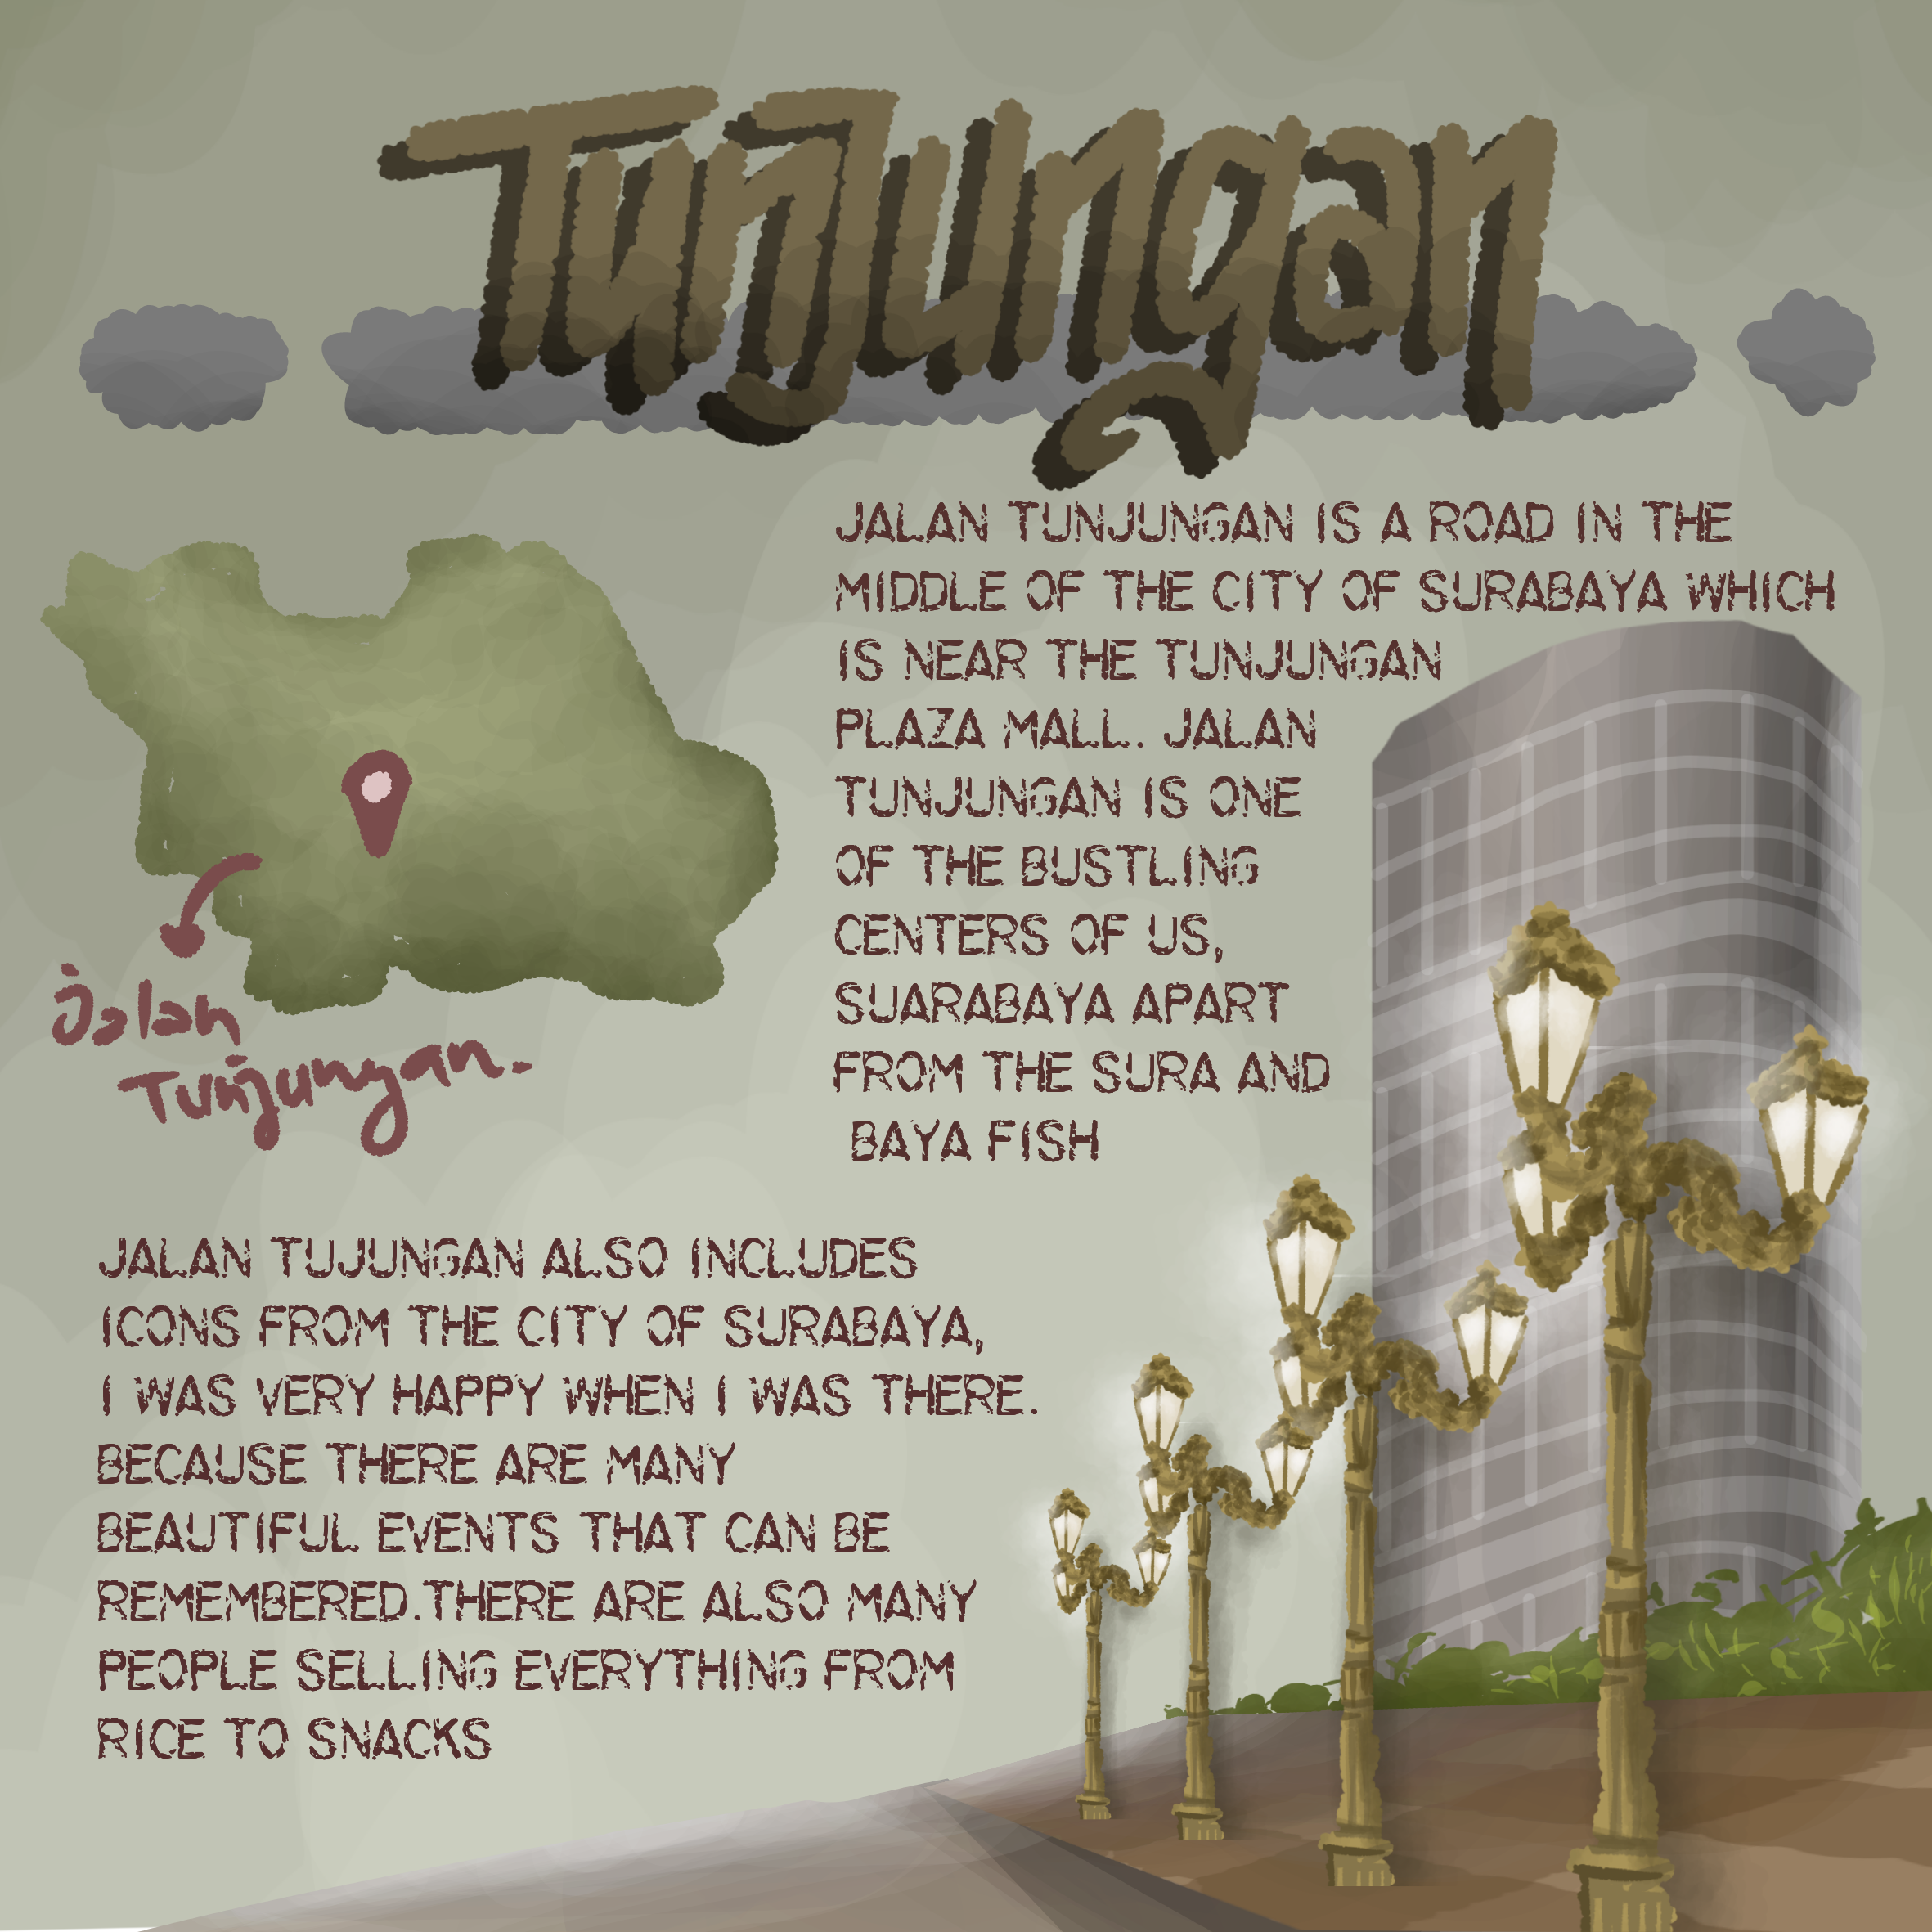 TunJungan
JALAN TUNJUNGAN IS A ROAD IN THE
MIDDLE OF THE CITY OF SURABAYA WHICH
IS NEAR THE TUNJUNGAN
PLAZA MALL. JALAN
TUNJUNGAN IS ONE
OF THE BUSTLING
CENTERS OF US,
SUARABAYA APART
FROM THE SURA AND
BAYA FISH
Jalan
Tunjungan.
JALAN TUJUNGAN ALSO INCLUDES
ICONS FROM THE CITY OF SURABAYA,
I WAS VERY HAPPY WHEN I WAS THERE.
BECAUSE THERE ARE MANY
BEAUTIFUL EVENTS THAT CAN BE
REMEMBERED.THERE ARE ALSO MANY
PEOPLE SELLING EVERYTHING FROM
RICE TO SNACKS